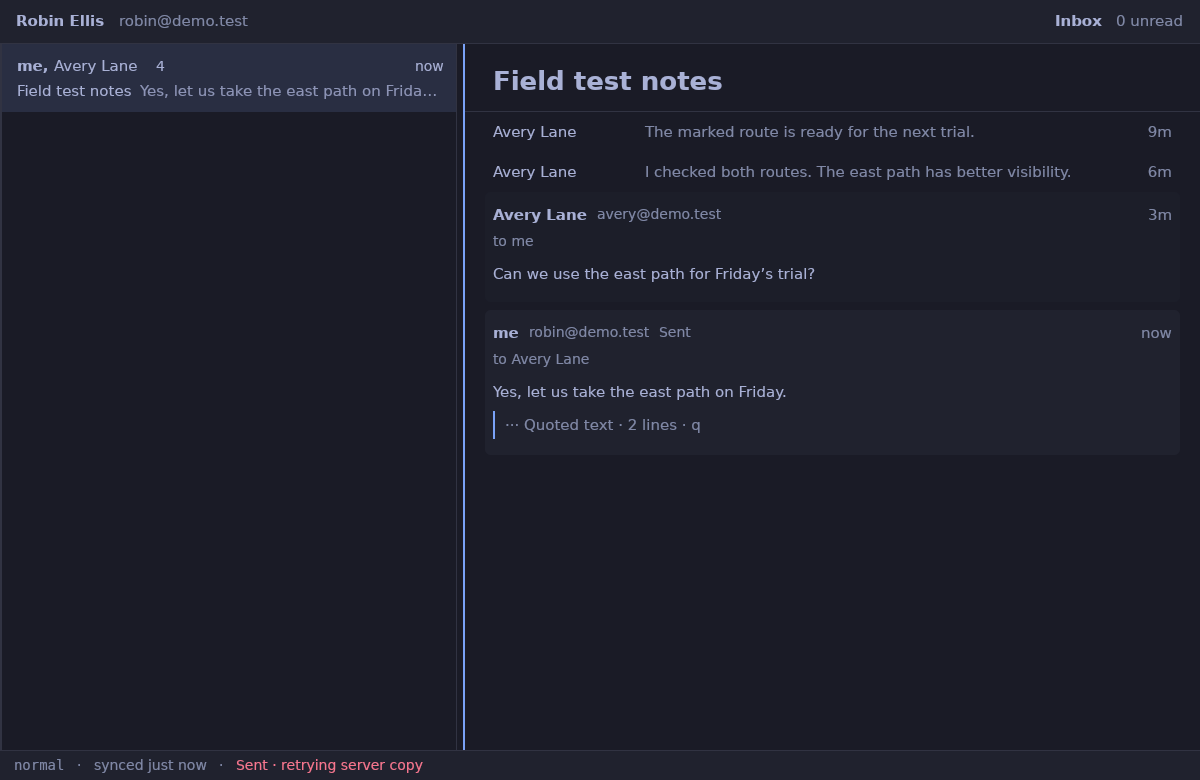 Robin Ellis robin@demo.test Inbox 0 unread
me, Avery Lane 4 now
Field test notes Yes, let us take the east path on Frida…
Field test notes
Avery Lane The marked route is ready for the next trial. 9m
Avery Lane I checked both routes. The east path has better visibility. 6m
Avery Lane avery@demo.test 3m
to me
Can we use the east path for Friday’s trial?
me robin@demo.test Sent now
to Avery Lane
Yes, let us take the east path on Friday.
··· Quoted text · 2 lines · q
normal · synced just now · Sent · retrying server copy